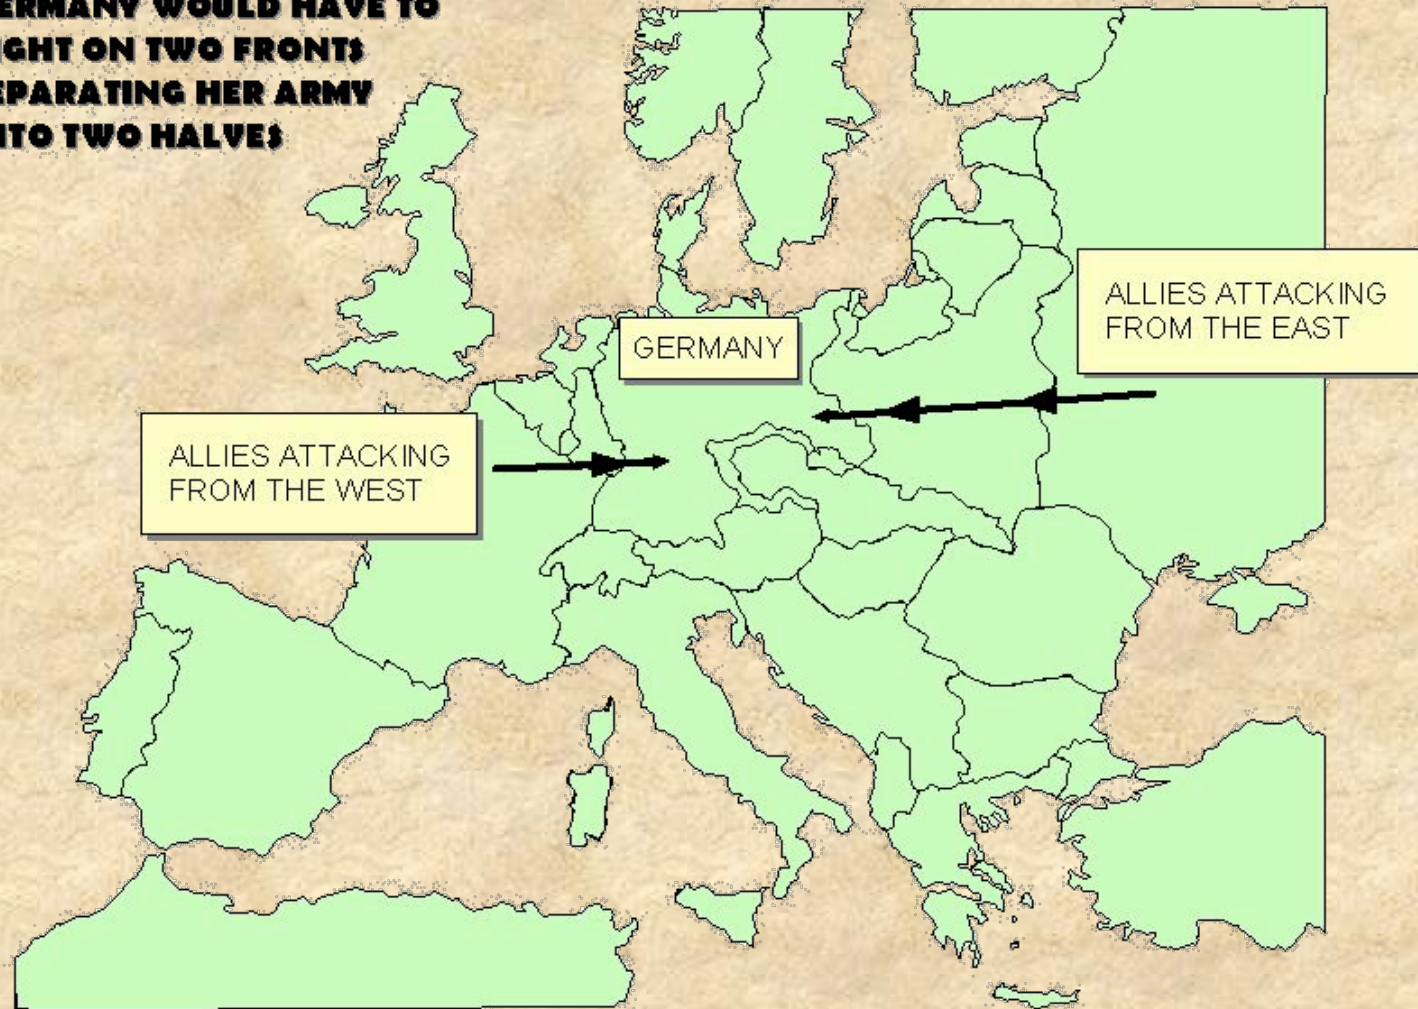 ERMANY WOULD HAVE TO
IGHT ON TWO FRONTS
EPARATING HER ARMY
NTO TWO HALVES
GERMANY
ALLIES ATTACKING
FROM THE EAST
ALLIES ATTACKING
FROM THE WEST